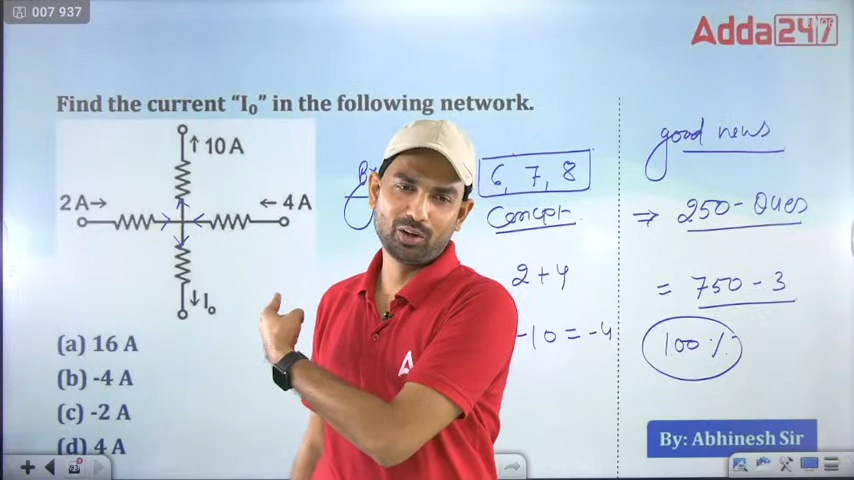 007 937
Adda247
Find the current “I₀” in the following network.
↑ 10 A
2 A→
← 4 A
↓ I₀
(a) 16 A
(b) -4 A
(c) -2 A
(d) 4 A
6, 7, 8
Concept
2 + 4
-10 = -4
good news
⇒ 250 - Ques
= 750 - 3
100 %
By: Abhinesh Sir